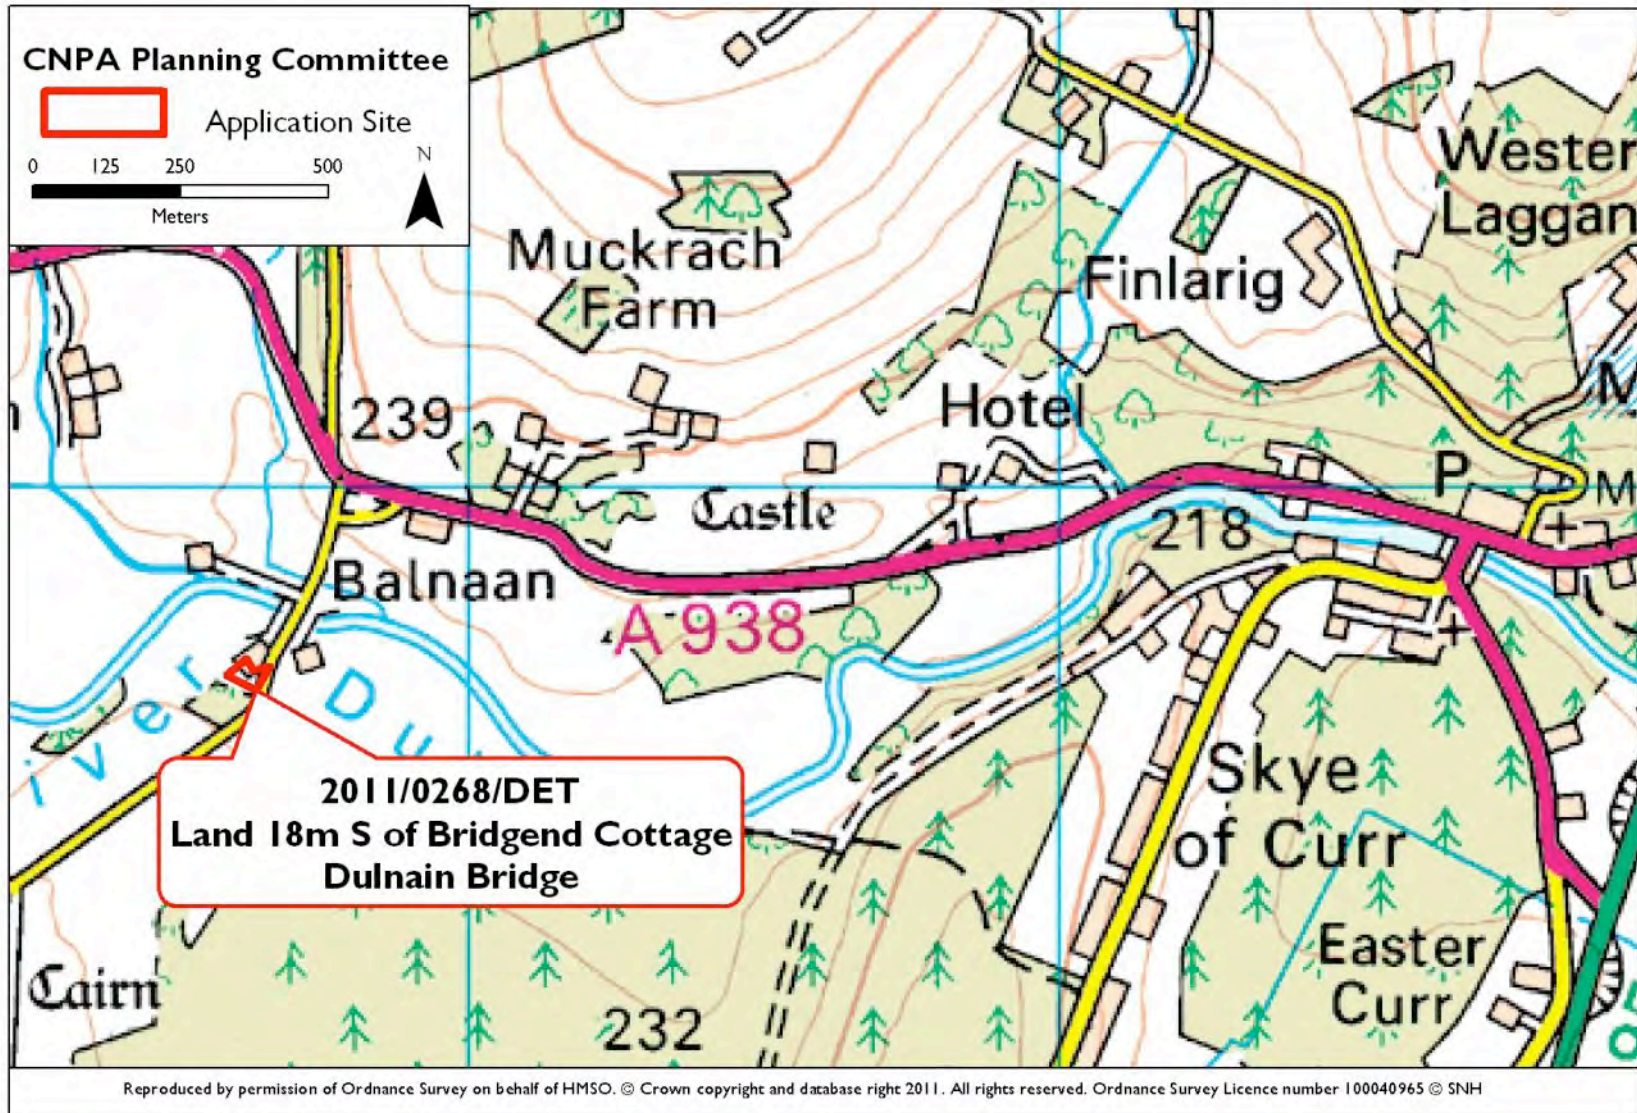 CNPA Planning Committee
Application Site
0 125 250 500
Meters
N
Wester
Laggan
Muckrach
Farm
Finlarig
239
Hotel
P
M
M
Castle
218
Balnaan
A 938
River Du
Skye
of Curr
2011/0268/DET
Land 18m S of Bridgend Cottage
Dulnain Bridge
Easter
Curr
Cairn
232
Reproduced by permission of Ordnance Survey on behalf of HMSO. © Crown copyright and database right 2011. All rights reserved. Ordnance Survey Licence number 100040965 © SNH